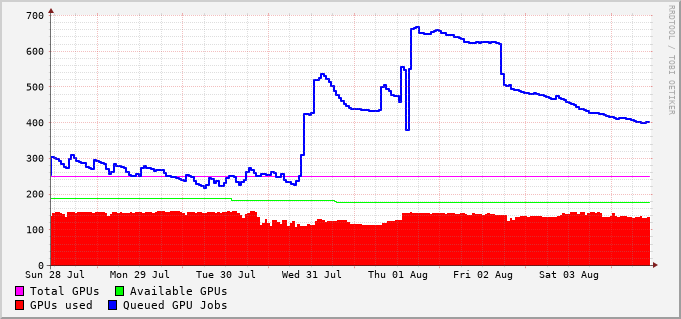 700
600
500
400
300
200
100
0
Sun 28 Jul Mon 29 Jul Tue 30 Jul Wed 31 Jul Thu 01 Aug Fri 02 Aug Sat 03 Aug
Total GPUs Available GPUs
GPUs used Queued GPU Jobs
RRDTOOL / TOBI OETIKER